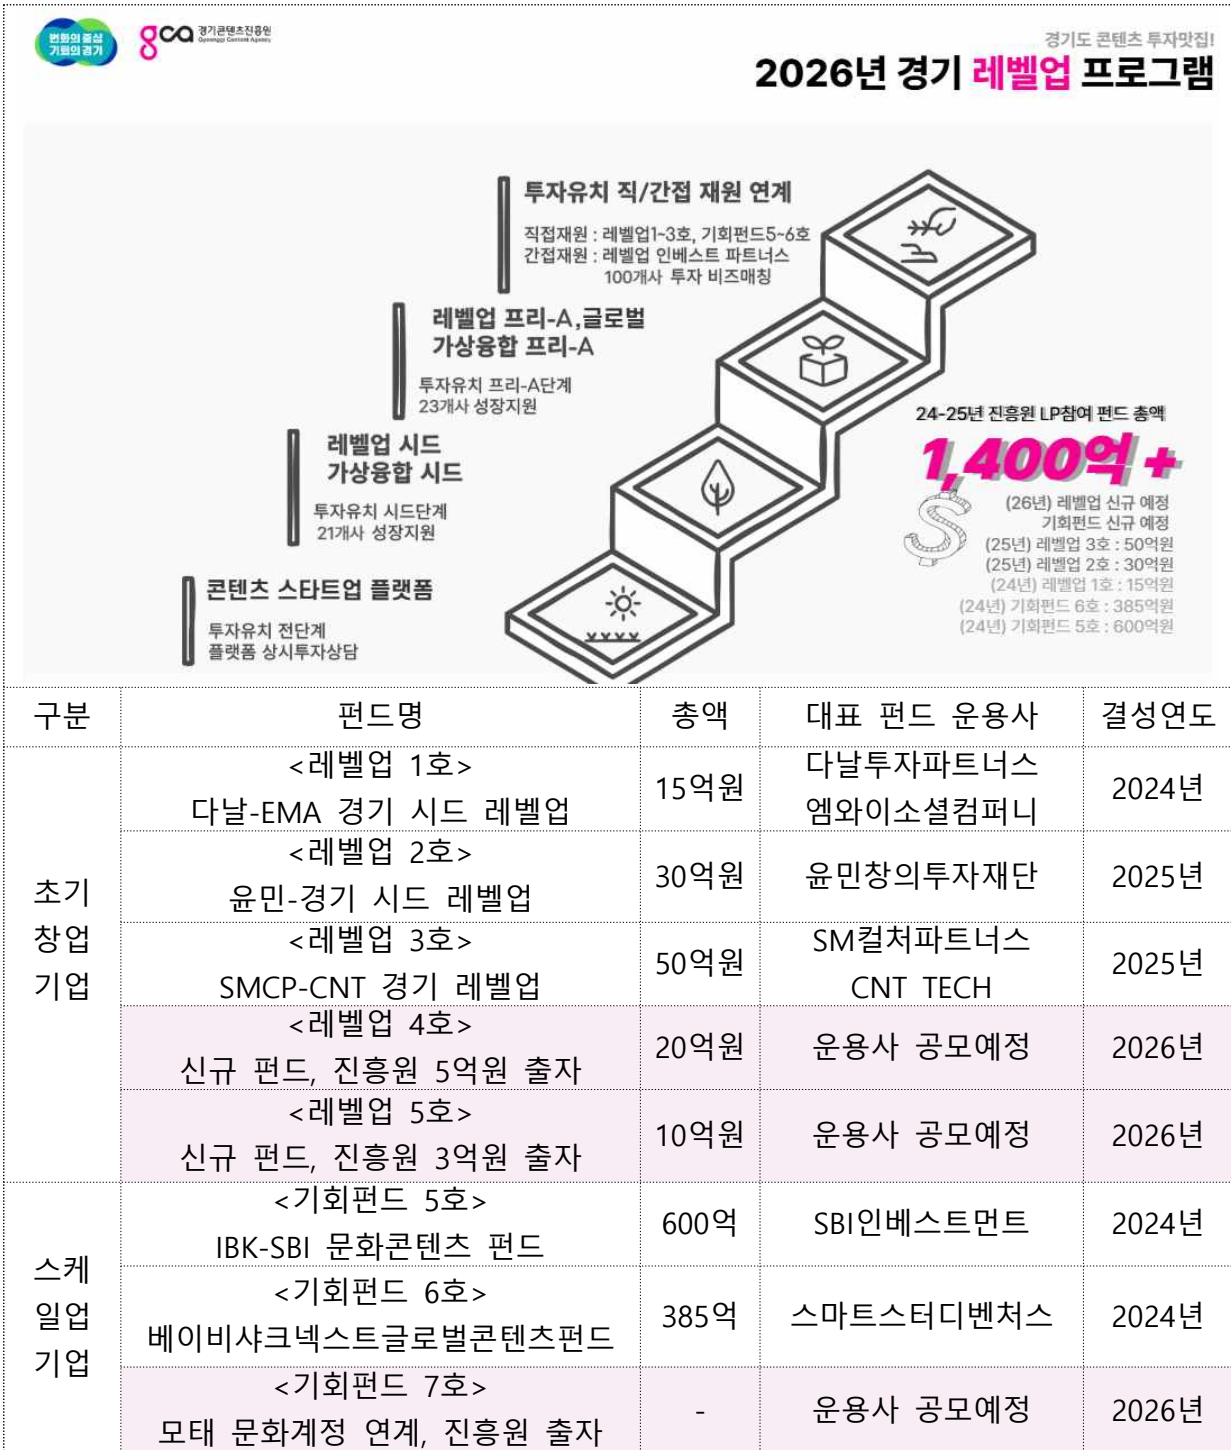 변화의 중심
기회의 경기
gca 경기콘텐츠진흥원
Gyeonggi Content Agency
경기도 콘텐츠 투자맛집!
2026년 경기 레벨업 프로그램
투자유치 직/간접 재원 연계
직접재원 : 레벨업1~3호, 기회펀드5~6호
간접재원 : 레벨업 인베스트 파트너스
100개사 투자 비즈매칭
레벨업 프리-A,글로벌
가상융합 프리-A
투자유치 프리-A단계
23개사 성장지원
레벨업 시드
가상융합 시드
투자유치 시드단계
21개사 성장지원
콘텐츠 스타트업 플랫폼
투자유치 전단계
플랫폼 상시투자상담
24-25년 진흥원 LP참여 펀드 총액
1,400억 +
(26년) 레벨업 신규 예정
기회펀드 신규 예정
(25년) 레벨업 3호 : 50억원
(25년) 레벨업 2호 : 30억원
(24년) 레벨업 1호 : 15억원
(24년) 기회펀드 6호 : 385억원
(24년) 기회펀드 5호 : 600억원
구분 펀드명 총액 대표 펀드 운용사 결성연도
초기
창업
기업
<레벨업 1호>
다날-EMA 경기 시드 레벨업
15억원
다날투자파트너스
엠와이소셜컴퍼니
2024년
<레벨업 2호>
윤민-경기 시드 레벨업
30억원
윤민창의투자재단
2025년
<레벨업 3호>
SMCP-CNT 경기 레벨업
50억원
SM컬처파트너스
CNT TECH
2025년
<레벨업 4호>
신규 펀드, 진흥원 5억원 출자
20억원
운용사 공모예정
2026년
<레벨업 5호>
신규 펀드, 진흥원 3억원 출자
10억원
운용사 공모예정
2026년
스케
일업
기업
<기회펀드 5호>
IBK-SBI 문화콘텐츠 펀드
600억
SBI인베스트먼트
2024년
<기회펀드 6호>
베이비샤크넥스트글로벌콘텐츠펀드
385억
스마트스터디벤처스
2024년
<기회펀드 7호>
모태 문화계정 연계, 진흥원 출자
-
운용사 공모예정
2026년